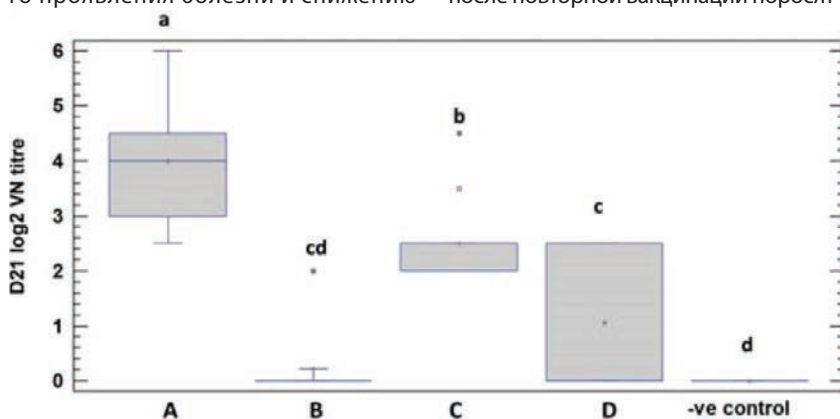 проявления болезни и снижению
после повторной вакцинации поросят
a
6
5
b
4
D21 log2 VN titre
3
c
cd
2
1
d
0
A B C D -ve control